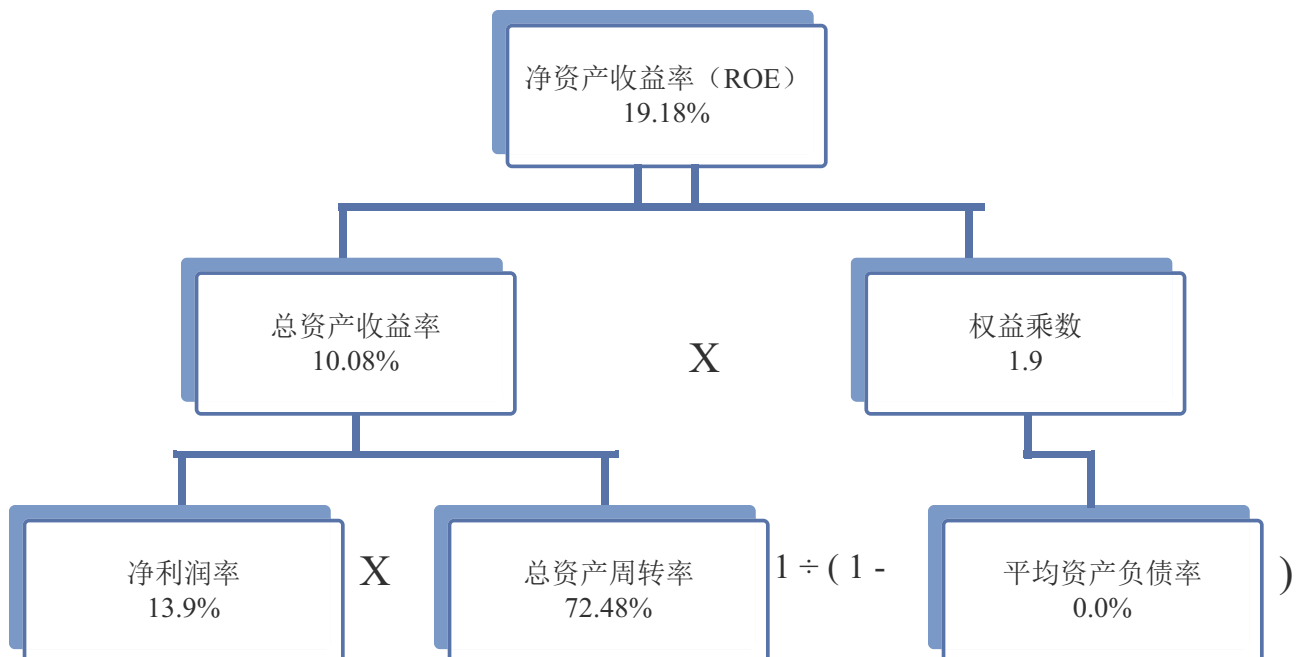 净资产收益率（ROE）
19.18%
总资产收益率
10.08%
X
权益乘数
1.9
净利润率
13.9%
X
总资产周转率
72.48%
1 ÷ ( 1 -
平均资产负债率
0.0%
)